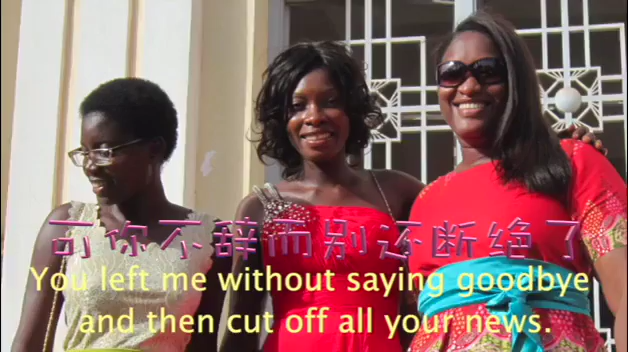 可你不辞而别还断绝了
You left me without saying goodbye
and then cut off all your news.